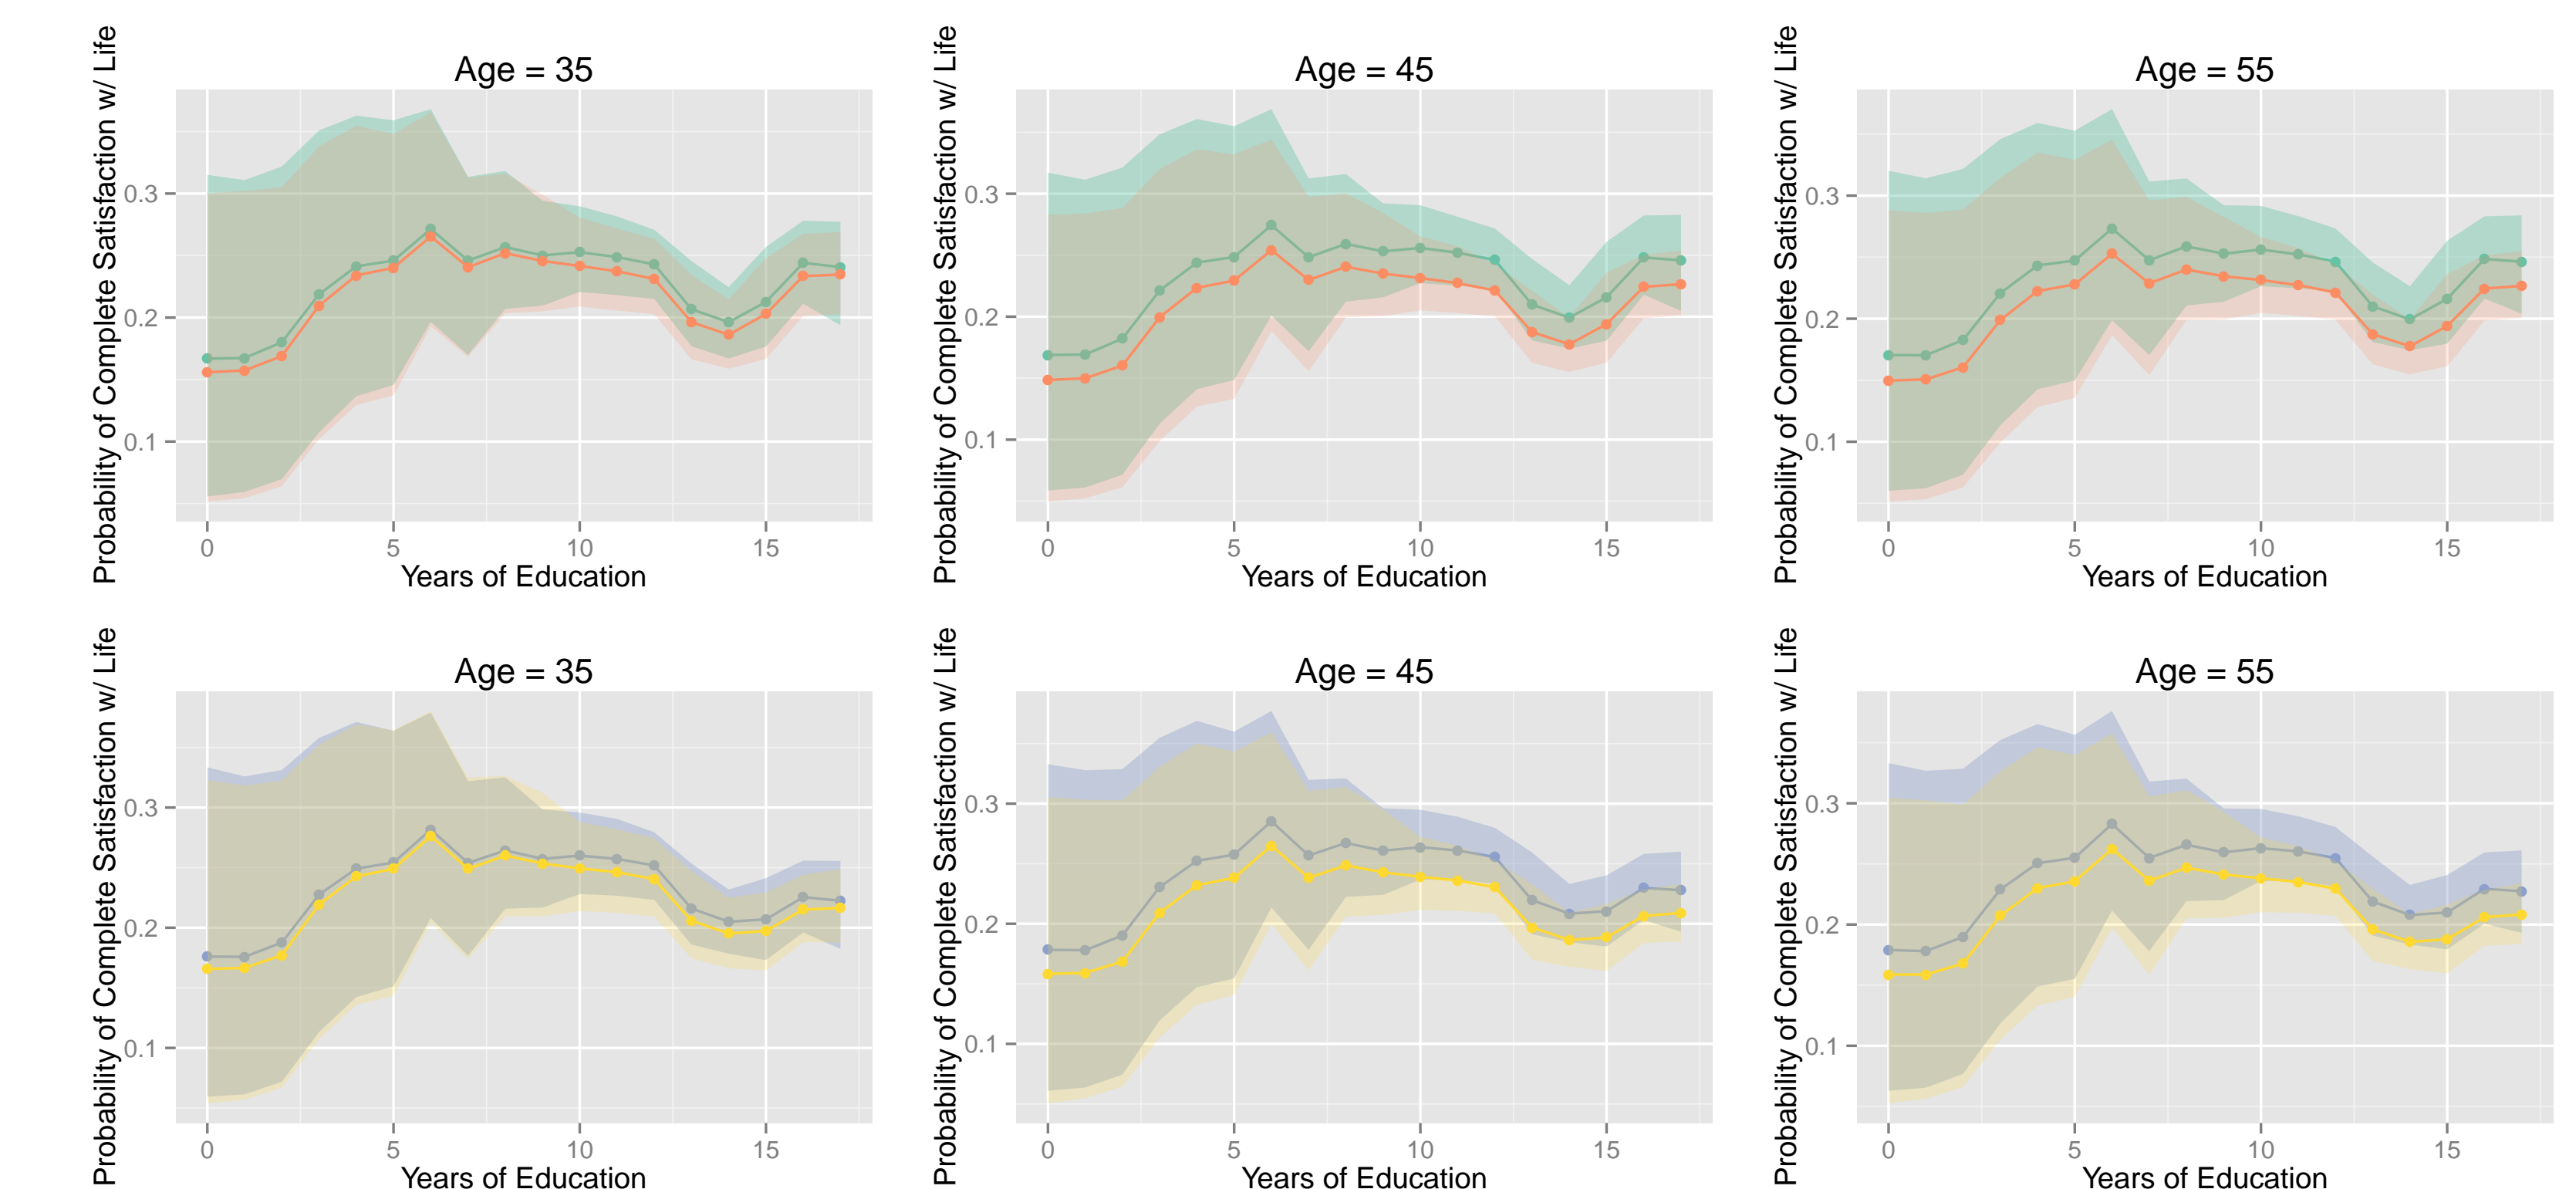 Age = 35
Probability of Complete Satisfaction w/ Life
0.3
0.2
0.1
0 5 10 15
Years of Education
Age = 45
Probability of Complete Satisfaction w/ Life
0.3
0.2
0.1
0 5 10 15
Years of Education
Age = 55
Probability of Complete Satisfaction w/ Life
0.3
0.2
0.1
0 5 10 15
Years of Education
Age = 35
Probability of Complete Satisfaction w/ Life
0.3
0.2
0.1
0 5 10 15
Years of Education
Age = 45
Probability of Complete Satisfaction w/ Life
0.3
0.2
0.1
0 5 10 15
Years of Education
Age = 55
Probability of Complete Satisfaction w/ Life
0.3
0.2
0.1
0 5 10 15
Years of Education